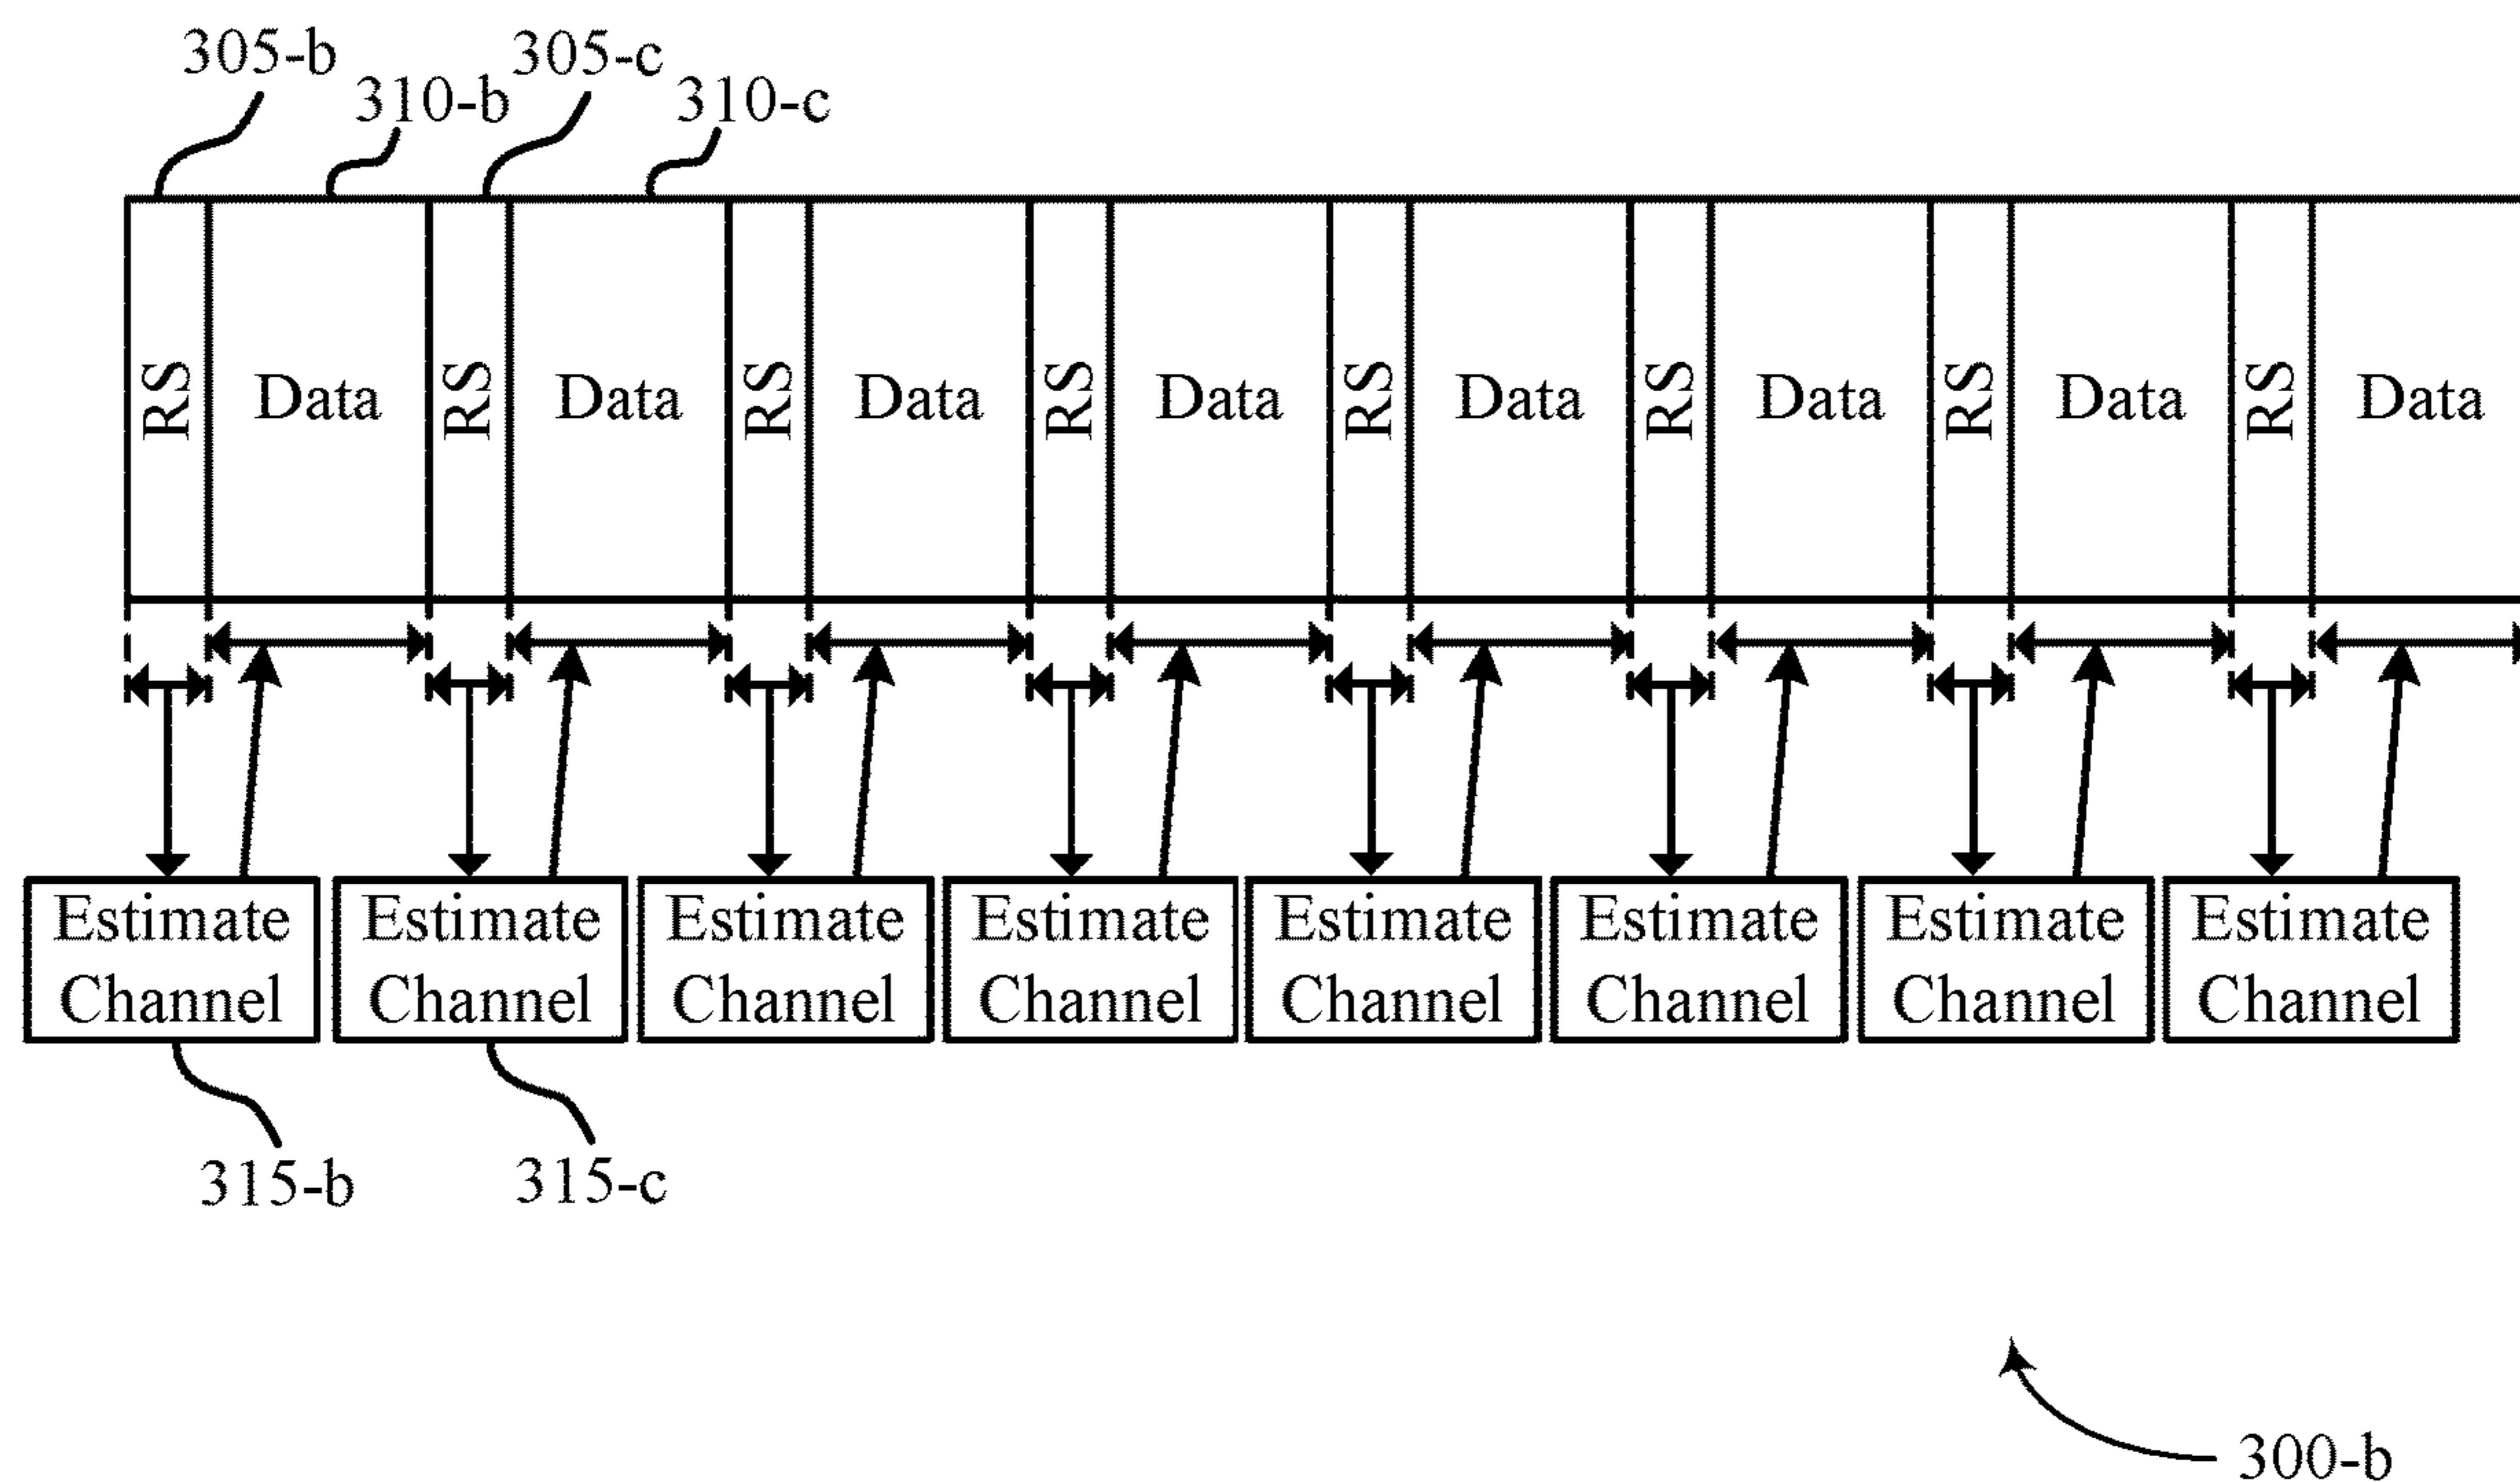 305-b
305-c
310-b
310-c
RS Data RS Data RS Data RS Data RS Data RS Data RS Data RS Data
Estimate Channel
Estimate Channel
Estimate Channel
Estimate Channel
Estimate Channel
Estimate Channel
Estimate Channel
Estimate Channel
315-b
315-c
300-b